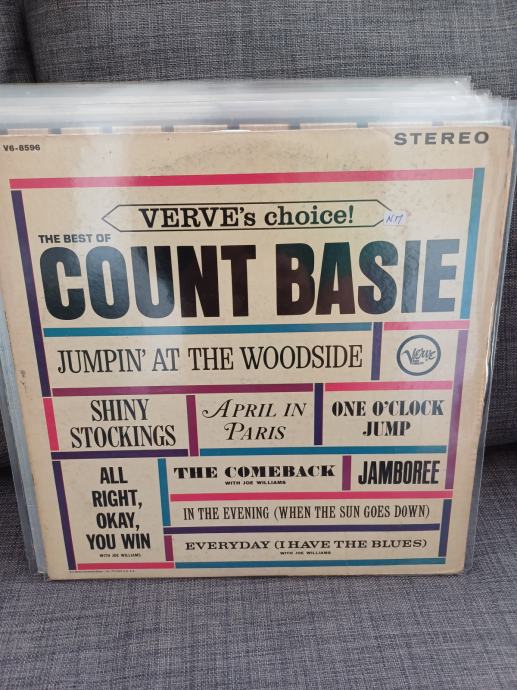 V6-8596
STEREO
VERVE's choice!
NM
THE BEST OF
COUNT BASIE
JUMPIN' AT THE WOODSIDE
VERVE
SHINY
STOCKINGS
APRIL IN
PARIS
ONE O'CLOCK
JUMP
ALL
RIGHT,
OKAY,
YOU WIN
WITH JOE WILLIAMS
THE COMEBACK
WITH JOE WILLIAMS
JAMBOREE
IN THE EVENING (WHEN THE SUN GOES DOWN)
EVERYDAY (I HAVE THE BLUES)
WITH JOE WILLIAMS